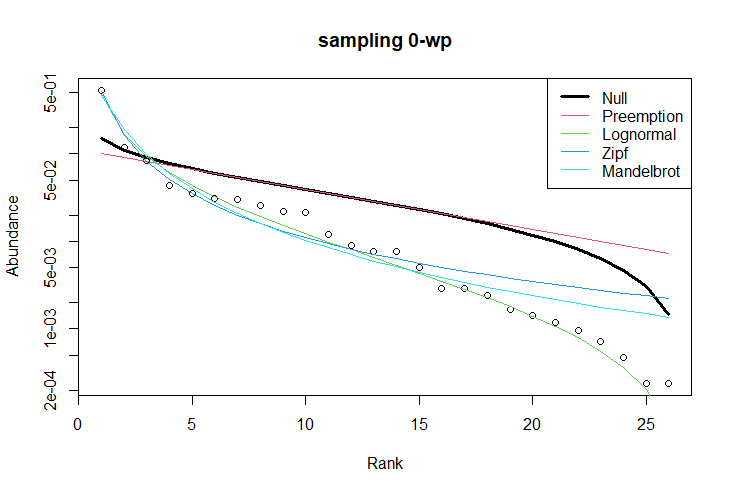 sampling 0-wp
Null
Preemption
Lognormal
Zipf
Mandelbrot
Abundance
5e-01
5e-02
5e-03
1e-03
2e-04
0 5 10 15 20 25
Rank